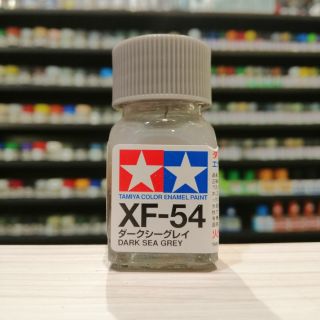 TAMIYA COLOR ENAMEL PAINT
XF-54
ダークシーグレイ
DARK SEA GREY